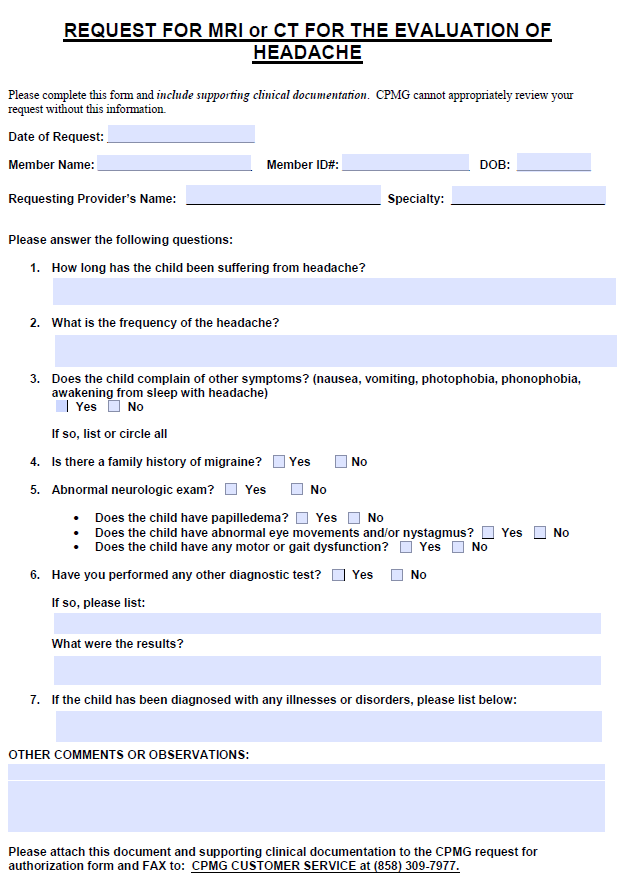 REQUEST FOR MRI or CT FOR THE EVALUATION OF
HEADACHE
Please complete this form and include supporting clinical documentation.  CPMG cannot appropriately review your
request without this information.
Date of Request:
Member Name: Member ID#: DOB:
Requesting Provider's Name: Specialty:
Please answer the following questions:
1. How long has the child been suffering from headache?
2. What is the frequency of the headache?
3. Does the child complain of other symptoms? (nausea, vomiting, photophobia, phonophobia,
awakening from sleep with headache)
Yes No
If so, list or circle all
4. Is there a family history of migraine? Yes No
5. Abnormal neurologic exam? Yes No
• Does the child have papilledema? Yes No
• Does the child have abnormal eye movements and/or nystagmus? Yes No
• Does the child have any motor or gait dysfunction? Yes No
6. Have you performed any other diagnostic test? Yes No
If so, please list:
What were the results?
7. If the child has been diagnosed with any illnesses or disorders, please list below:
OTHER COMMENTS OR OBSERVATIONS:
Please attach this document and supporting clinical documentation to the CPMG request for
authorization form and FAX to:  CPMG CUSTOMER SERVICE at (858) 309-7977.